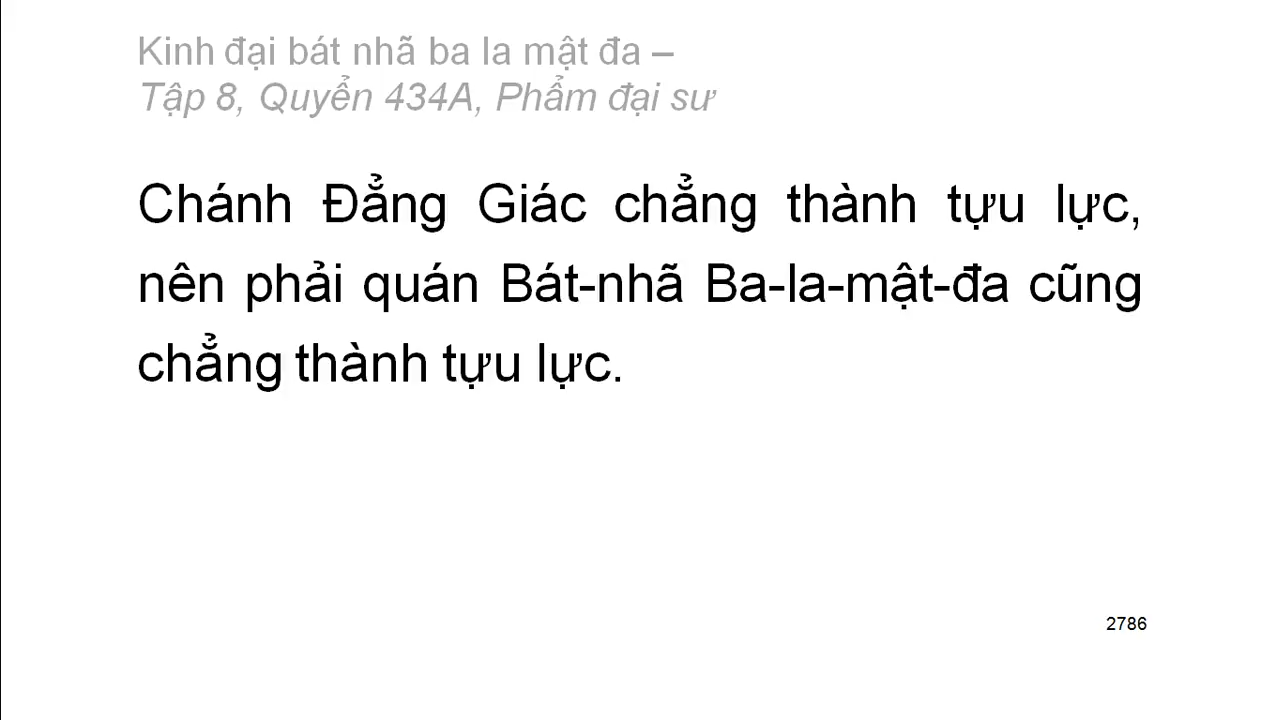 Kinh đại bát nhã ba la mật đa –
Tập 8, Quyển 434A, Phẩm đại sư
Chánh Đẳng Giác chẳng thành tựu lực,
nên phải quán Bát-nhã Ba-la-mật-đa cũng
chẳng thành tựu lực.
2786